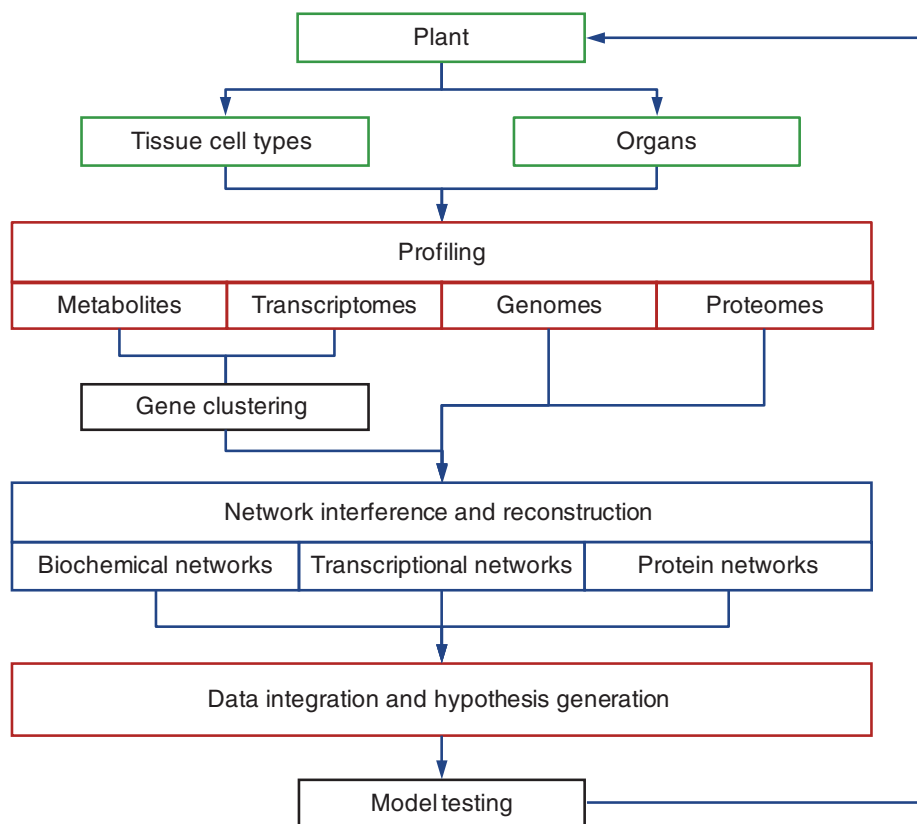 Plant
Tissue cell types
Organs
Profiling
Metabolites
Transcriptomes
Genomes
Proteomes
Gene clustering
Network interference and reconstruction
Biochemical networks
Transcriptional networks
Protein networks
Data integration and hypothesis generation
Model testing